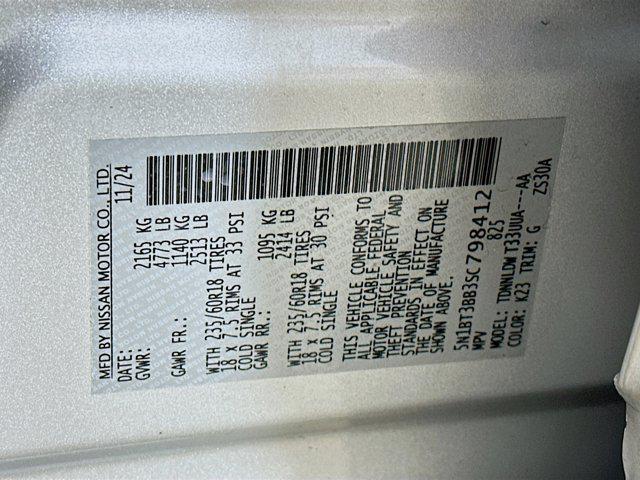 MFD BY NISSAN MOTOR CO., LTD.
DATE: 11/24
GVWR: 2165 KG
4773 LB
GAWR FR.: 1140 KG
2513 LB
WITH 235/60R18 TIRES
18 X 7.5 RIMS AT 33 PSI
COLD SINGLE
GAWR RR.: 1095 KG
2414 LB
WITH 235/60R18 TIRES
18 X 7.5 RIMS AT 30 PSI
COLD SINGLE
THIS VEHICLE CONFORMS TO
ALL APPLICABLE FEDERAL
MOTOR VEHICLE SAFETY AND
THEFT PREVENTION
STANDARDS IN EFFECT ON
THE DATE OF MANUFACTURE
SHOWN ABOVE.
5N1BT3BB3SC798412
MPV 825
MODEL: TDWNLDW T33UUA----AA
COLOR: K23 TRIM: G ZS30A